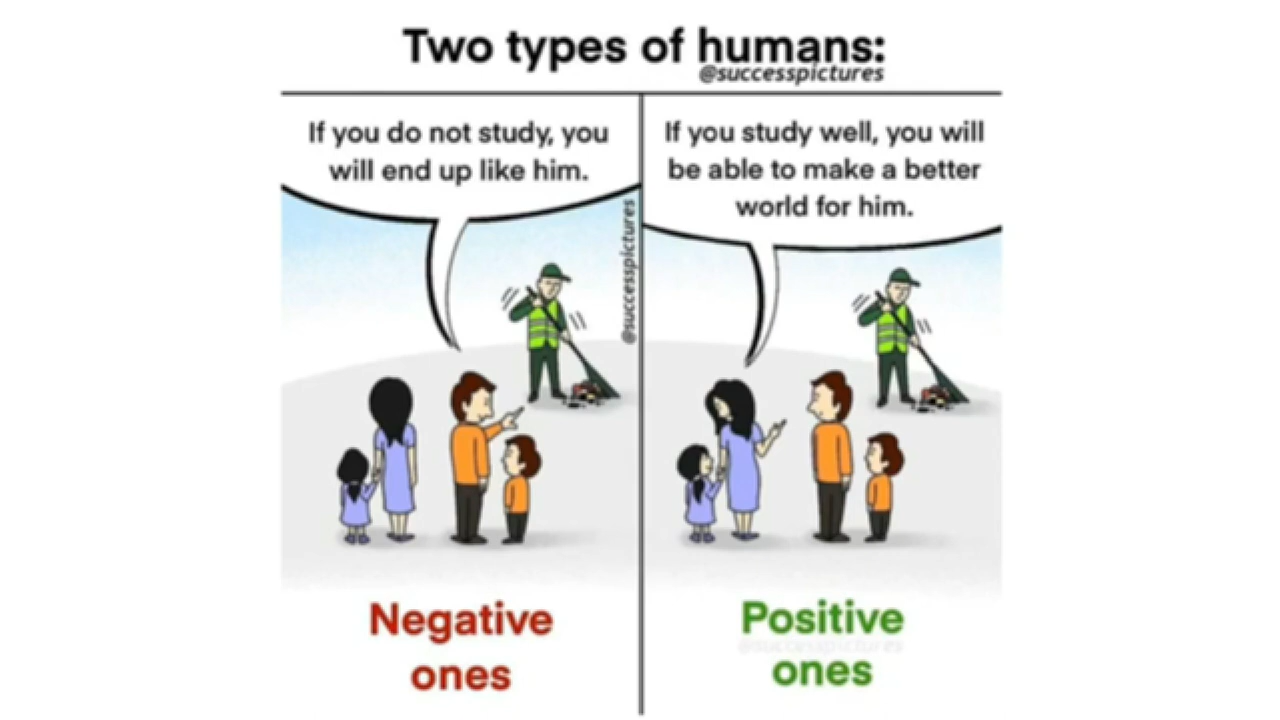 Two types of humans:
@successpictures
If you do not study, you
will end up like him.
@successpictures
Negative
ones
If you study well, you will
be able to make a better
world for him.
Positive
@successpictures
ones